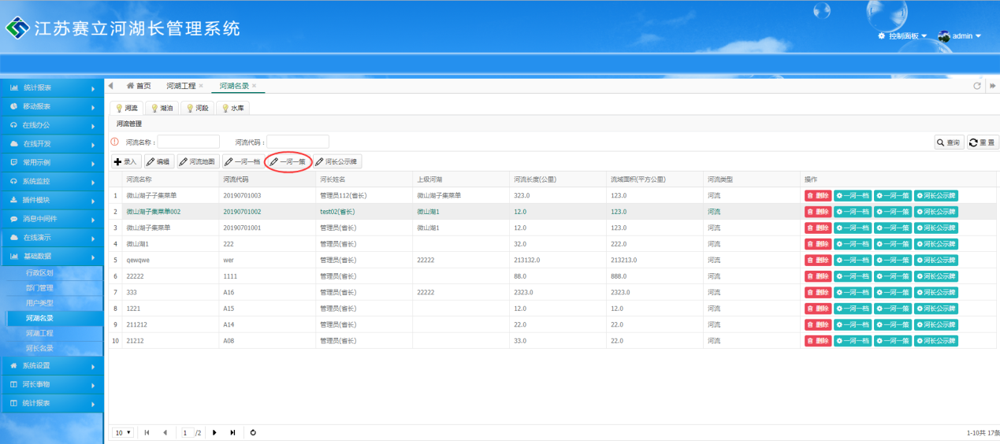 江苏赛立河湖长管理系统
控制面板 admin
统计报表
移动报表
在线办公
在线开发
常用示例
系统监控
插件模块
消息中间件
在线演示
基础数据
行政区划
部门管理
用户类型
河湖名录
河湖工程
河长名录
系统设置
河长事物
统计报表
首页 河湖工程 河湖名录
河流 湖泊 河段 水库
河流管理
河流名称： 河流代码： 查询 重置
录入 编辑 河流地图 一河一档 一河一策 河长公示牌
河流名称 河流代码 河长姓名 上级河湖 河流长度(公里) 流域面积(平方公里) 河流类型 操作
1 微山湖子子集菜单 20190701003 管理员112(省长) 微山湖子集菜单 323.0 123.0 河流 删除 一河一档 一河一策 河长公示牌
2 微山湖子集菜单002 20190701002 test02(省长) 微山湖1 12.0 123.0 河流 删除 一河一档 一河一策 河长公示牌
3 微山湖子集菜单 20190701001 管理员(省长) 微山湖1 12.0 123.0 河流 删除 一河一档 一河一策 河长公示牌
4 微山湖1 222 管理员(省长) 32.0 222.0 河流 删除 一河一档 一河一策 河长公示牌
5 qewqwe wer 管理员(省长) 22222 213132.0 213213.0 河流 删除 一河一档 一河一策 河长公示牌
6 22222 1111 管理员(省长) 88.0 888.0 河流 删除 一河一档 一河一策 河长公示牌
7 333 A16 管理员(省长) 22222 2323.0 2323.0 河流 删除 一河一档 一河一策 河长公示牌
8 1221 A15 管理员(省长) 12.0 12.0 河流 删除 一河一档 一河一策 河长公示牌
9 211212 A14 管理员(省长) 22.0 22.0 河流 删除 一河一档 一河一策 河长公示牌
10 21212 A08 管理员(省长) 33.0 22.0 河流 删除 一河一档 一河一策 河长公示牌
10 1 /2 1-10共 17条